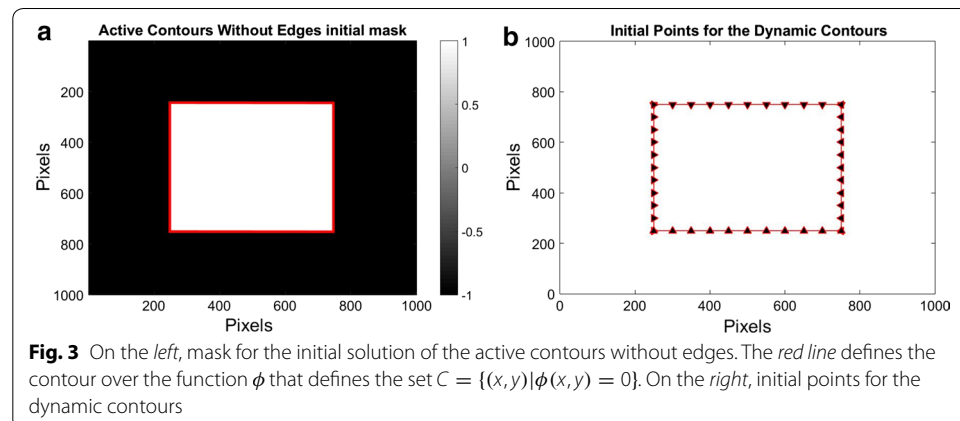 a
Active Contours Without Edges initial mask
200
400
600
800
1000
Pixels
200
400
600
800
1000
Pixels
1
0.5
0
-0.5
-1
b
Initial Points for the Dynamic Contours
1000
800
600
400
200
0
Pixels
0
200
400
600
800
1000
Pixels
Fig. 3 On the left, mask for the initial solution of the active contours without edges. The red line defines the
contour over the function ϕ that defines the set C = {(x, y)|ϕ(x, y) = 0}. On the right, initial points for the
dynamic contours